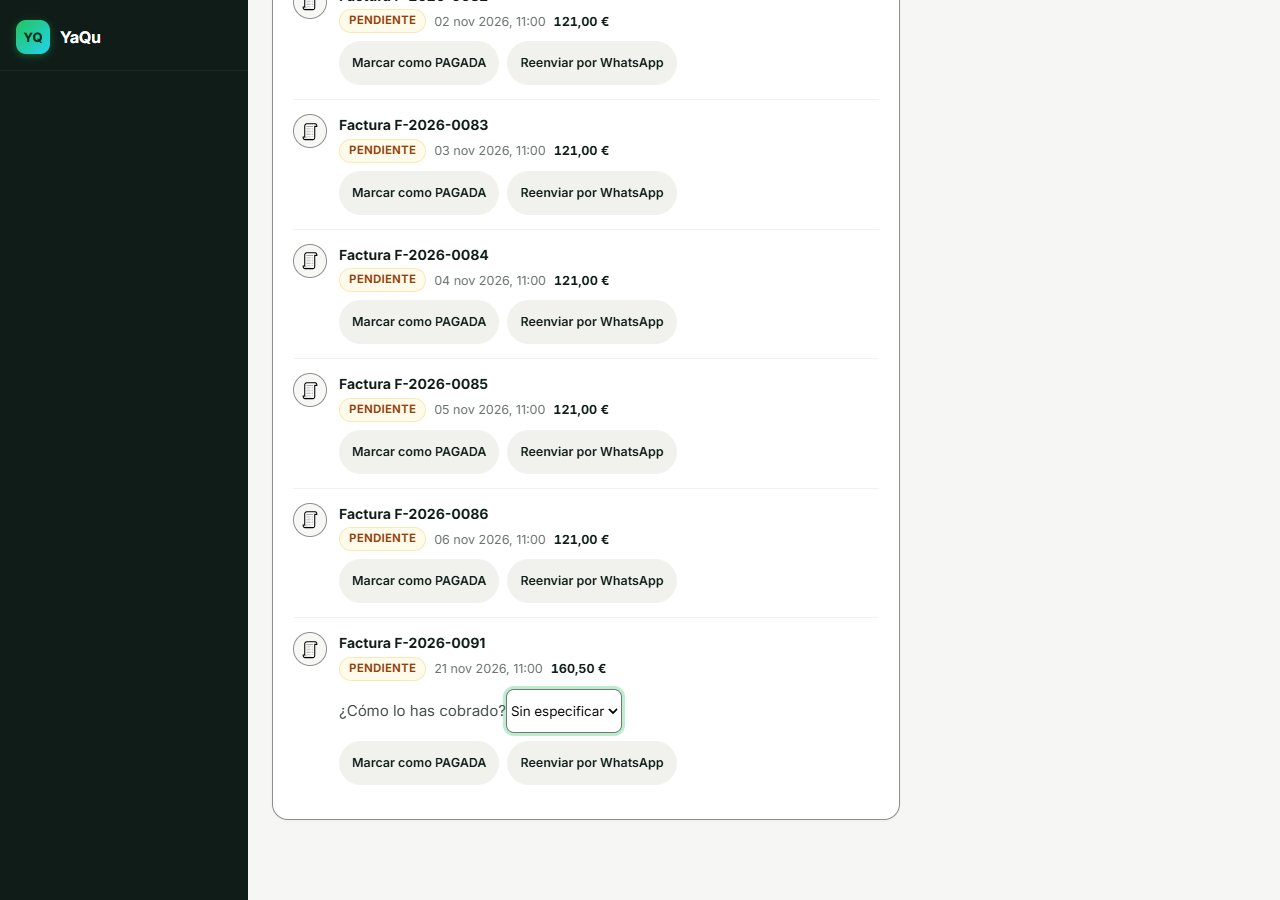 YQ YaQu
PENDIENTE 02 nov 2026, 11:00 121,00 €
Marcar como PAGADA Reenviar por WhatsApp
Factura F-2026-0083
PENDIENTE 03 nov 2026, 11:00 121,00 €
Marcar como PAGADA Reenviar por WhatsApp
Factura F-2026-0084
PENDIENTE 04 nov 2026, 11:00 121,00 €
Marcar como PAGADA Reenviar por WhatsApp
Factura F-2026-0085
PENDIENTE 05 nov 2026, 11:00 121,00 €
Marcar como PAGADA Reenviar por WhatsApp
Factura F-2026-0086
PENDIENTE 06 nov 2026, 11:00 121,00 €
Marcar como PAGADA Reenviar por WhatsApp
Factura F-2026-0091
PENDIENTE 21 nov 2026, 11:00 160,50 €
¿Cómo lo has cobrado? Sin especificar
Marcar como PAGADA Reenviar por WhatsApp